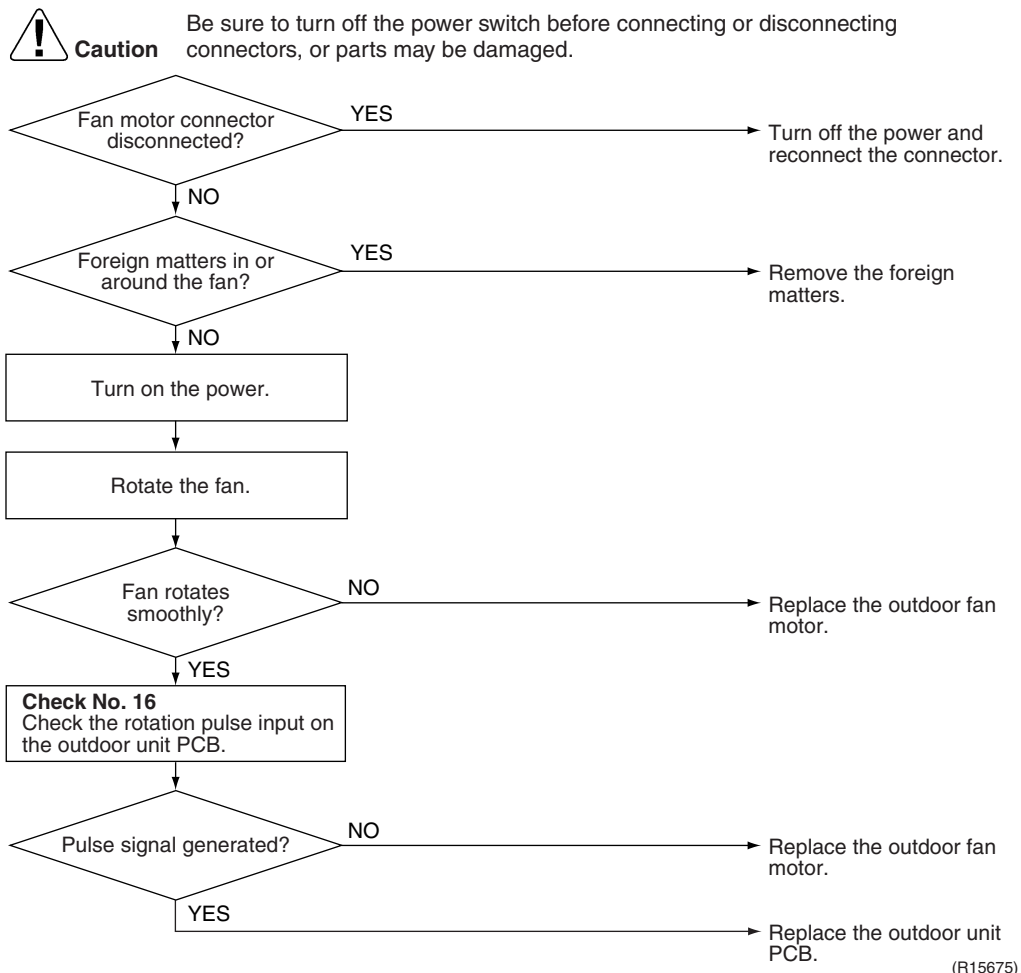 Be sure to turn off the power switch before connecting or disconnecting
Caution connectors, or parts may be damaged.
Fan motor connector
disconnected?
YES
Turn off the power and
reconnect the connector.
NO
Foreign matters in or
around the fan?
YES
Remove the foreign
matters.
NO
Turn on the power.
Rotate the fan.
Fan rotates
smoothly?
NO
Replace the outdoor fan
motor.
YES
Check No. 16
Check the rotation pulse input on
the outdoor unit PCB.
Pulse signal generated?
NO
Replace the outdoor fan
motor.
YES
Replace the outdoor unit
PCB.
(R15675)